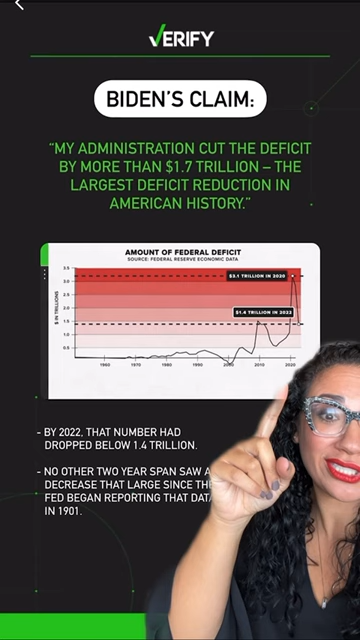 VERIFY
BIDEN'S CLAIM:
"MY ADMINISTRATION CUT THE DEFICIT
BY MORE THAN $1.7 TRILLION – THE
LARGEST DEFICIT REDUCTION IN
AMERICAN HISTORY."
AMOUNT OF FEDERAL DEFICIT
SOURCE: FEDERAL RESERVE ECONOMIC DATA
3.5
$3.1 TRILLION IN 2020
3.0
2.5
2.0
$1.4 TRILLION IN 2022
1.5
1.0
0.5
$ IN TRILLIONS
1960 1970 1980 1990 2000 2010 2020
- BY 2022, THAT NUMBER HAD
DROPPED BELOW 1.4 TRILLION.
- NO OTHER TWO YEAR SPAN SAW A
DECREASE THAT LARGE SINCE TH
FED BEGAN REPORTING THAT DAT
IN 1901.